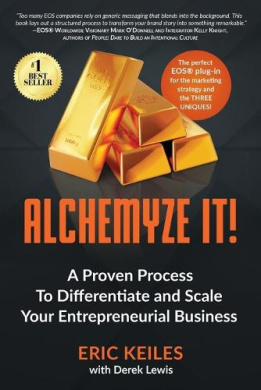 "Too many EOS companies rely on generic messaging that blends into the background. This
book lays out a structured process to transform your brand story into something remarkable."
—EOS® Worldwide Visionary Mark O'Donnell and Integrator Kelly Knight,
authors of People: Dare to Build an Intentional Culture
#1
BEST
SELLER
The perfect
EOS® plug-in
for the marketing
strategy and
the THREE
UNIQUES!
ALCHEMYZE IT!
A Proven Process
To Differentiate and Scale
Your Entrepreneurial Business
ERIC KEILES
with Derek Lewis